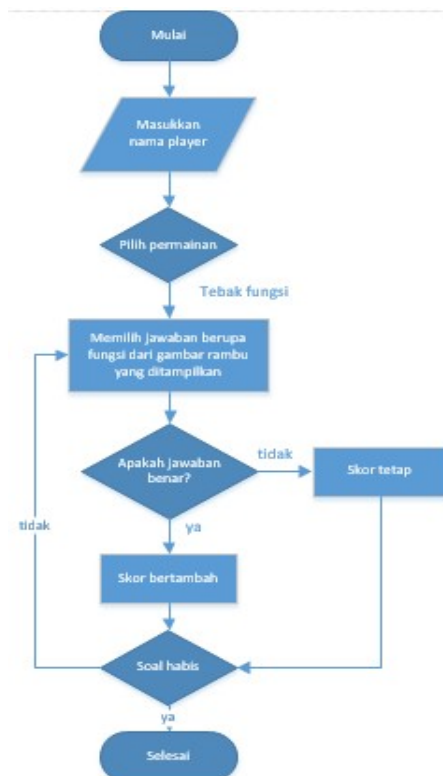 Mulai
Masukkan
nama player
Pilih permainan
Tebak fungsi
Memilih jawaban berupa
fungsi dari gambar rambu
yang ditampilkan
Apakah jawaban
benar?
tidak
Skor tetap
ya
tidak
Skor bertambah
Soal habis
ya
Selesai